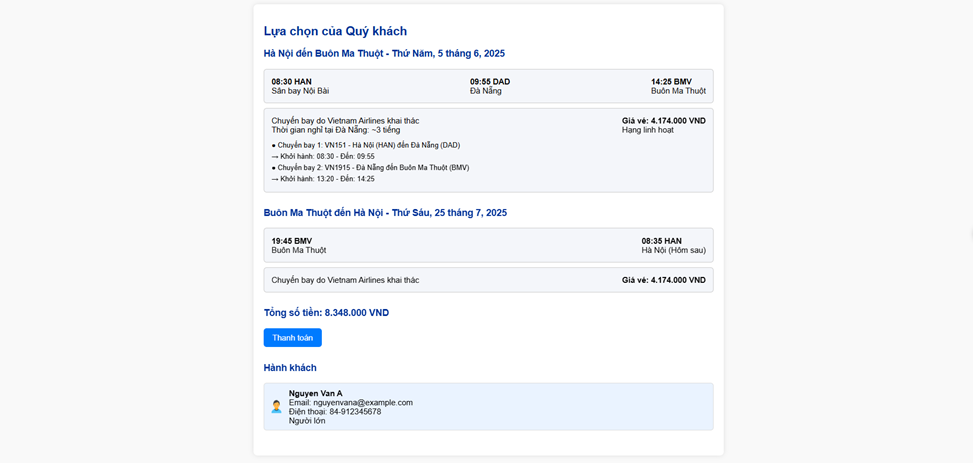 Lựa chọn của Quý khách
Hà Nội đến Buôn Ma Thuột - Thứ Năm, 5 tháng 6, 2025
08:30 HAN
Sân bay Nội Bài
09:55 DAD
Đà Nẵng
14:25 BMV
Buôn Ma Thuột
Chuyến bay do Vietnam Airlines khai thác
Thời gian nghỉ tại Đà Nẵng: ~3 tiếng
● Chuyến bay 1: VN151 - Hà Nội (HAN) đến Đà Nẵng (DAD)
→ Khởi hành: 08:30 - Đến: 09:55
● Chuyến bay 2: VN1915 - Đà Nẵng đến Buôn Ma Thuột (BMV)
→ Khởi hành: 13:20 - Đến: 14:25
Giá vé: 4.174.000 VND
Hạng linh hoạt
Buôn Ma Thuột đến Hà Nội - Thứ Sáu, 25 tháng 7, 2025
19:45 BMV
Buôn Ma Thuột
08:35 HAN
Hà Nội (Hôm sau)
Chuyến bay do Vietnam Airlines khai thác
Giá vé: 4.174.000 VND
Tổng số tiền: 8.348.000 VND
Thanh toán
Hành khách
Nguyen Van A
Email: nguyenvana@example.com
Điện thoại: 84-912345678
Người lớn